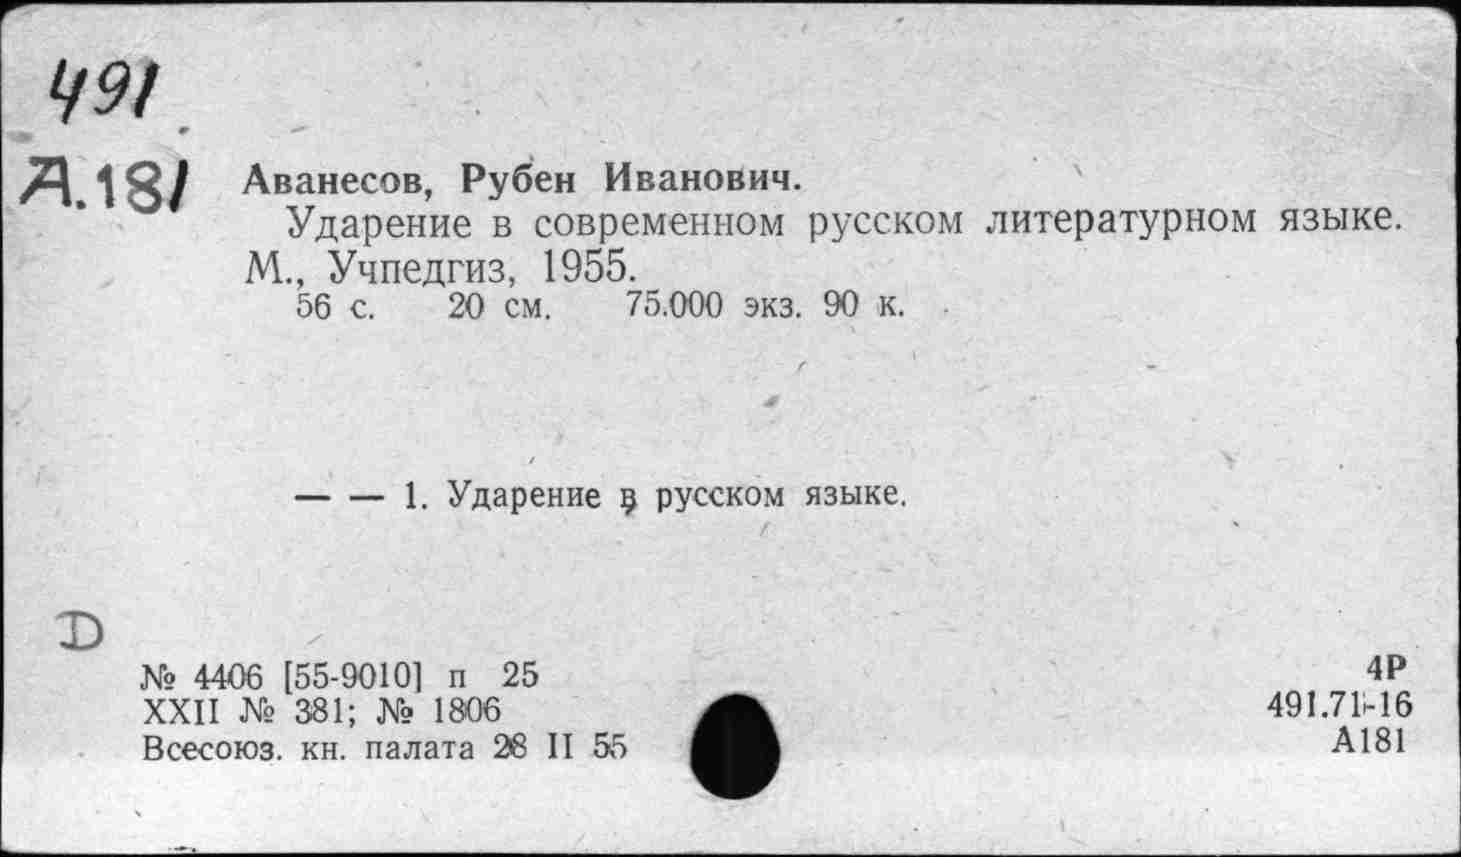 491
А.181
Аванесов, Рубен Иванович.
Ударение в современном русском литературном языке.
М., Учпедгиз, 1955.
56 с. 20 см. 75.000 экз. 90 к.
— — 1. Ударение в русском языке.
D
№ 4406 [55-9010] п 25
XXII № 381; № 1806
Всесоюз. кн. палата 28 II 55
4Р
491.71-16
А181